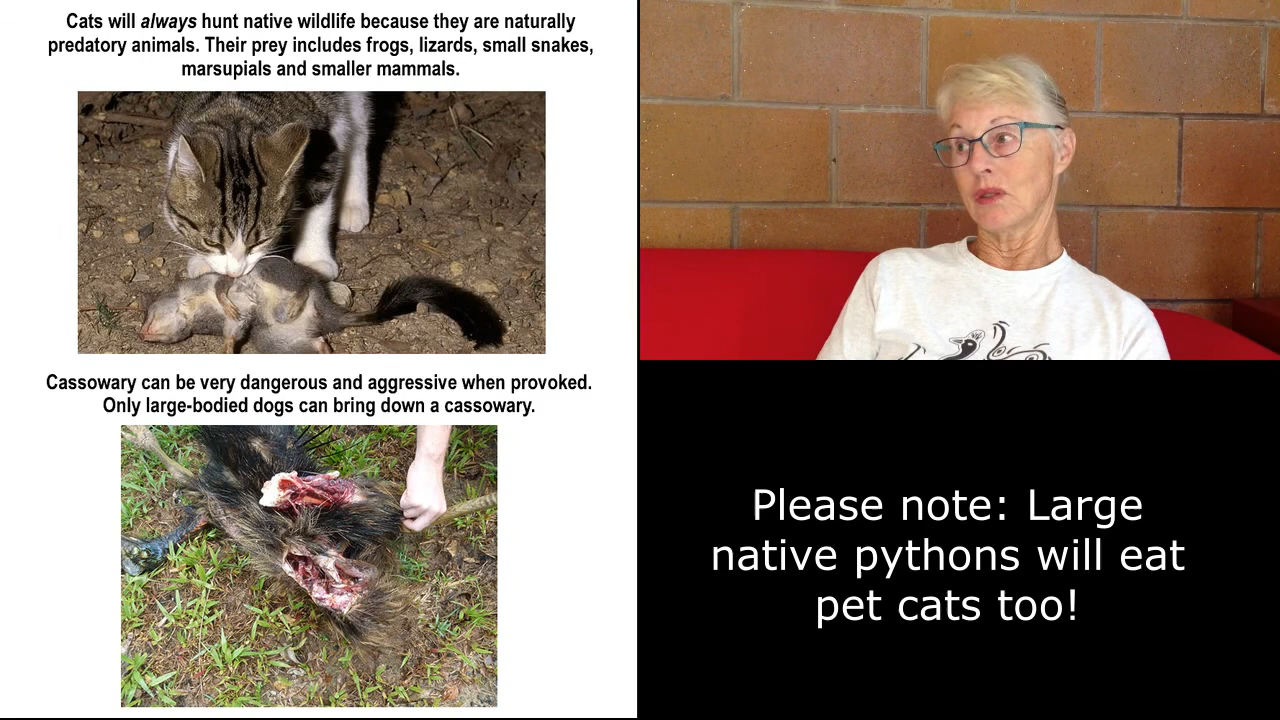 Cats will always hunt native wildlife because they are naturally
predatory animals. Their prey includes frogs, lizards, small snakes,
marsupials and smaller mammals.
Cassowary can be very dangerous and aggressive when provoked.
Only large-bodied dogs can bring down a cassowary.
Please note: Large
native pythons will eat
pet cats too!